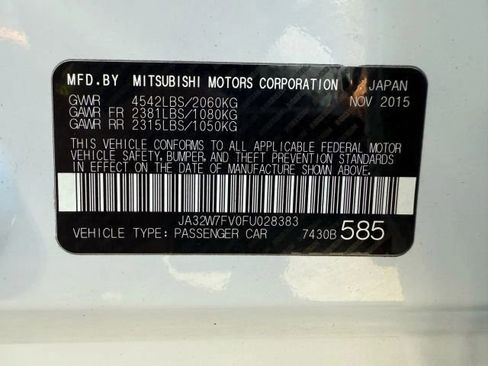 MFD.BY MITSUBISHI MOTORS CORPORATION JAPAN
GVWR 4542LBS/2060KG NOV 2015
GAWR FR 2381LBS/1080KG
GAWR RR 2315LBS/1050KG
THIS VEHICLE CONFORMS TO ALL APPLICABLE FEDERAL MOTOR
VEHICLE SAFETY, BUMPER, AND THEFT PREVENTION STANDARDS
IN EFFECT ON THE DATE OF MANUFACTURE SHOWN ABOVE.
JA32W7FV0FU028383
VEHICLE TYPE: PASSENGER CAR 7430B 585